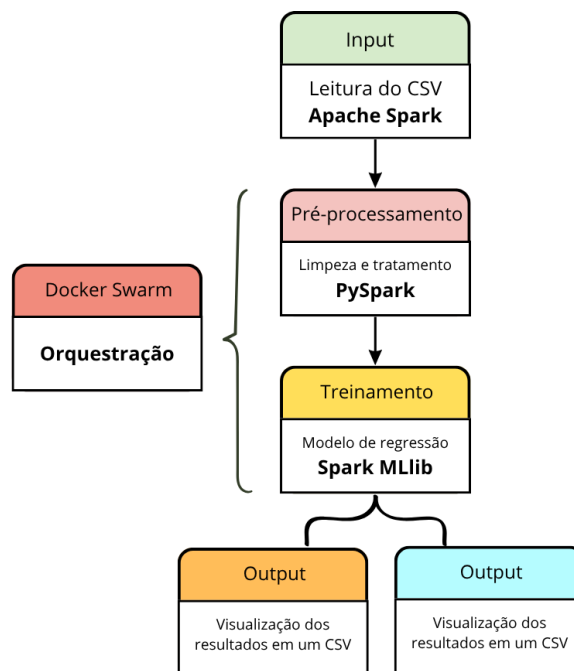 Input
Leitura do CSV
Apache Spark
Pré-processamento
Limpeza e tratamento
PySpark
Docker Swarm
Orquestração
Treinamento
Modelo de regressão
Spark MLlib
Output
Visualização dos
resultados em um CSV
Output
Visualização dos
resultados em um CSV